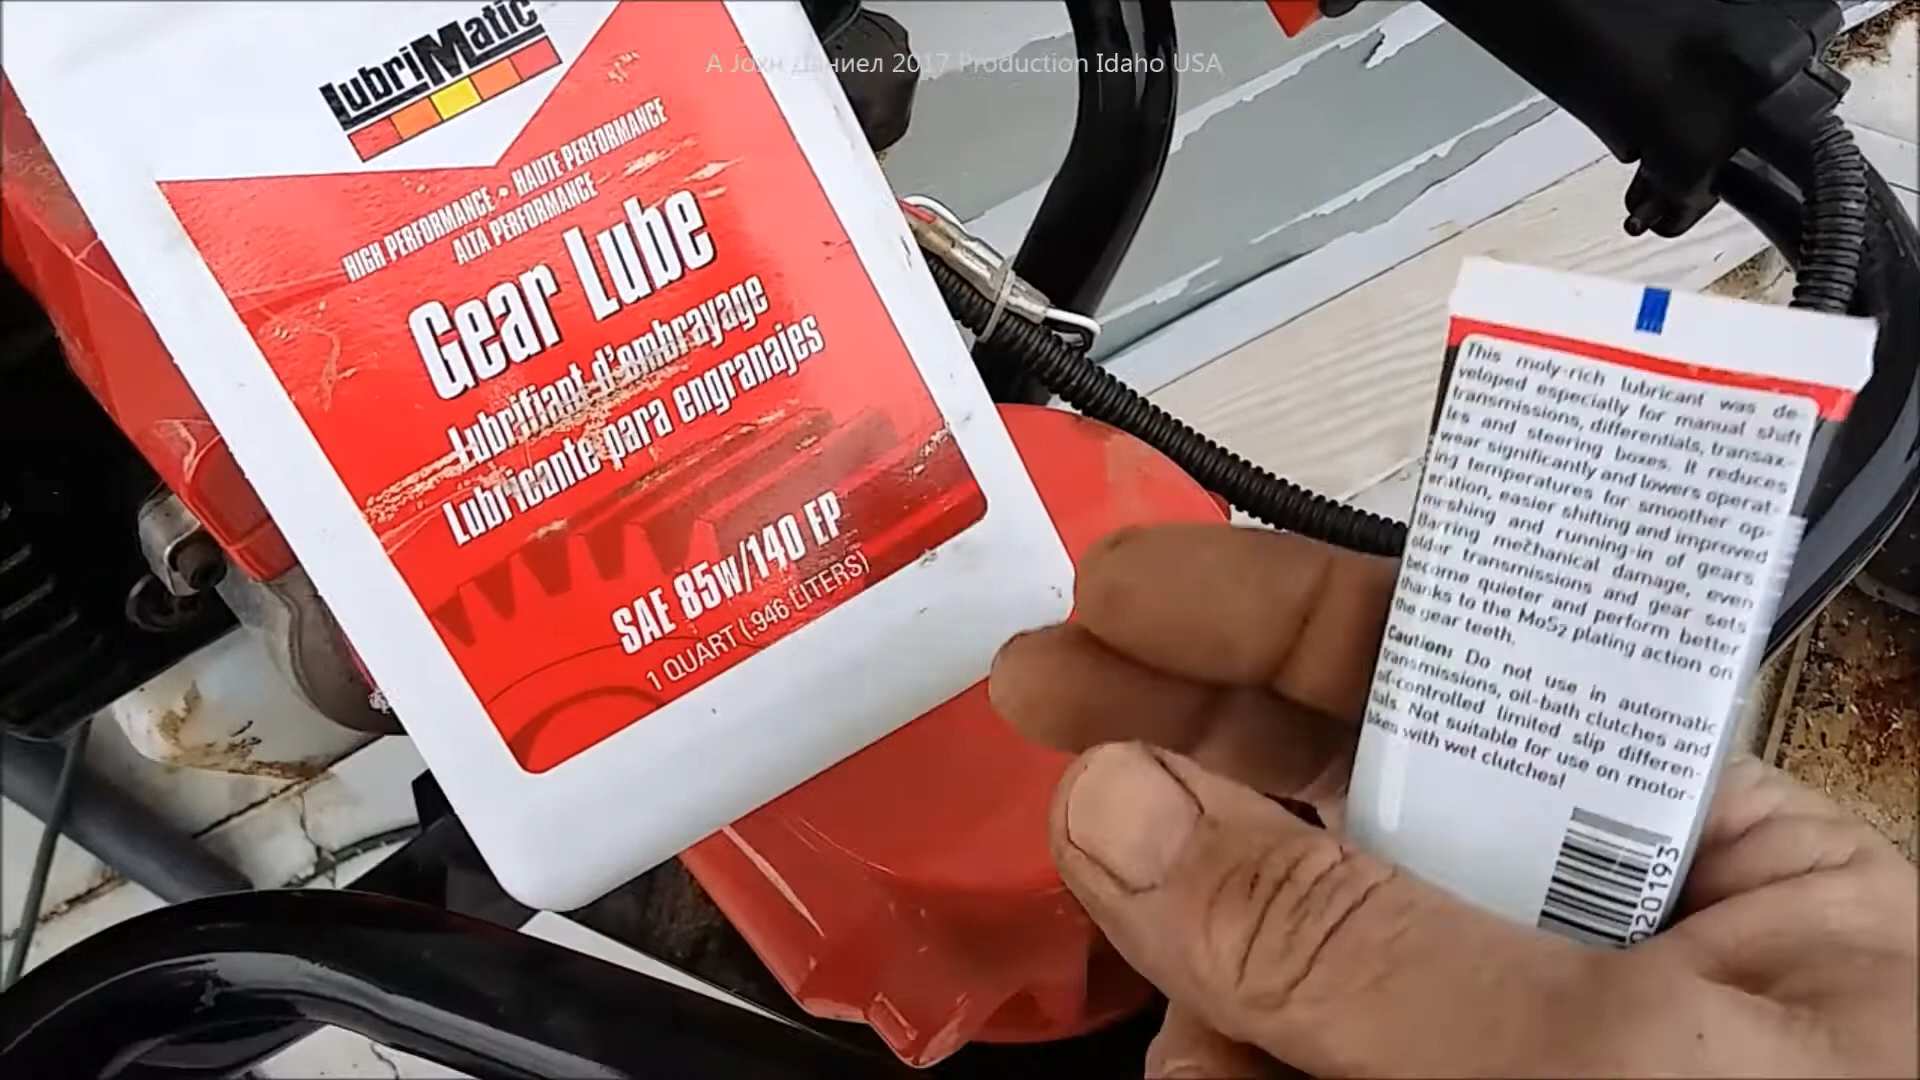 A Јохн Даниел 2017 Production Idaho USA
LubriMatic
HIGH PERFORMANCE • HAUTE PERFORMANCE
ALTA PERFORMANCE
Gear Lube
Lubrifiant d'ombrayage
Lubricante para engranajes
SAE 85w/140 EP
1 QUART (.946 LITERS)
This moly-rich lubricant was de-
veloped especially for manual shift
transmissions, differentials, transax-
les and steering boxes. It reduces
wear significantly and lowers operat-
ing temperatures for smoother op-
eration, easier shifting and improved
meshing and running-in of gears
Barring mechanical damage, even
older transmissions and gear sets
become quieter and perform better
thanks to the MoS2 plating action on
the gear teeth.
Caution: Do not use in automatic
transmissions, oil-bath clutches and
of-controlled limited slip differen-
tials. Not suitable for use on motor-
bikes with wet clutches!
020193